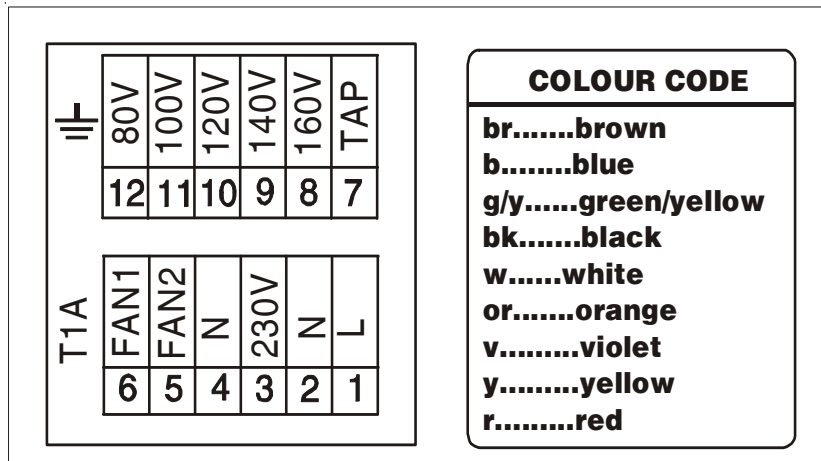 80V 100V 120V 140V 160V TAP
12 11 10 9 8 7
T1A
FAN1 FAN2 N 230V N L
6 5 4 3 2 1
COLOUR CODE
br.......brown
b........blue
g/y......green/yellow
bk.......black
w......white
or.......orange
v.........violet
y.........yellow
r.........red